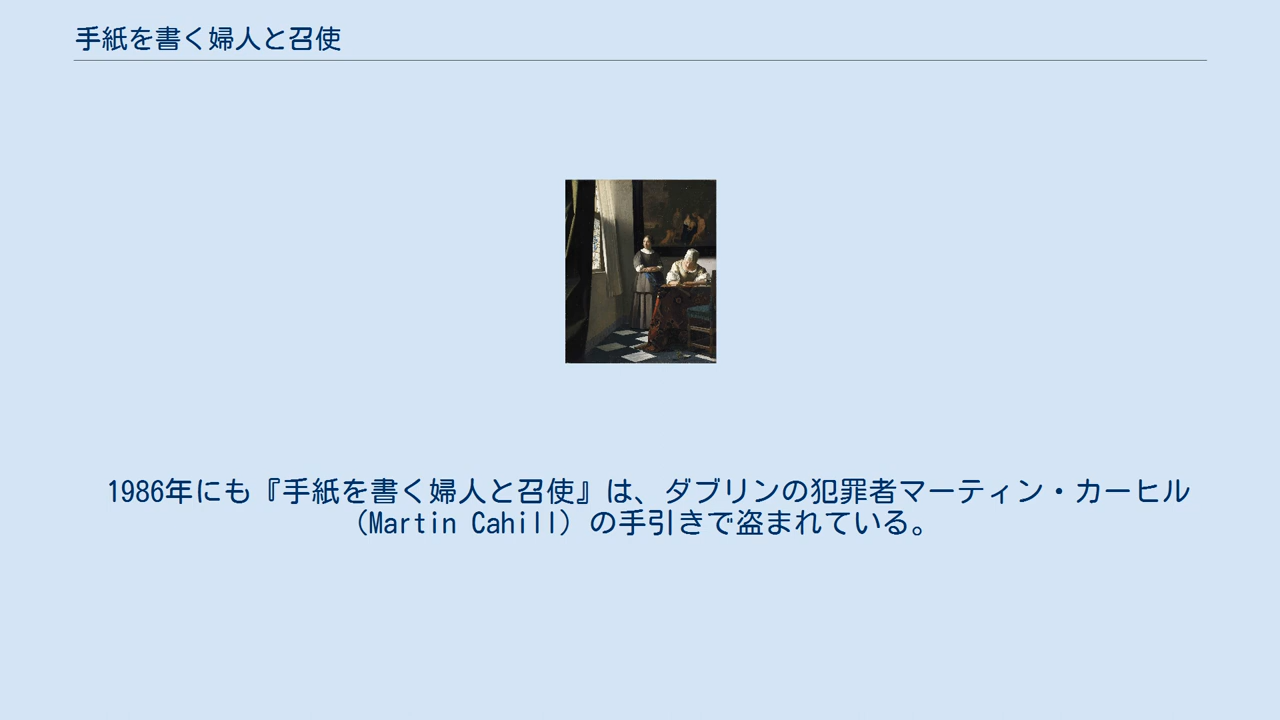 手紙を書く婦人と召使
1986年にも『手紙を書く婦人と召使』は、ダブリンの犯罪者マーティン・カーヒル
（Martin Cahill）の手引きで盗まれている。